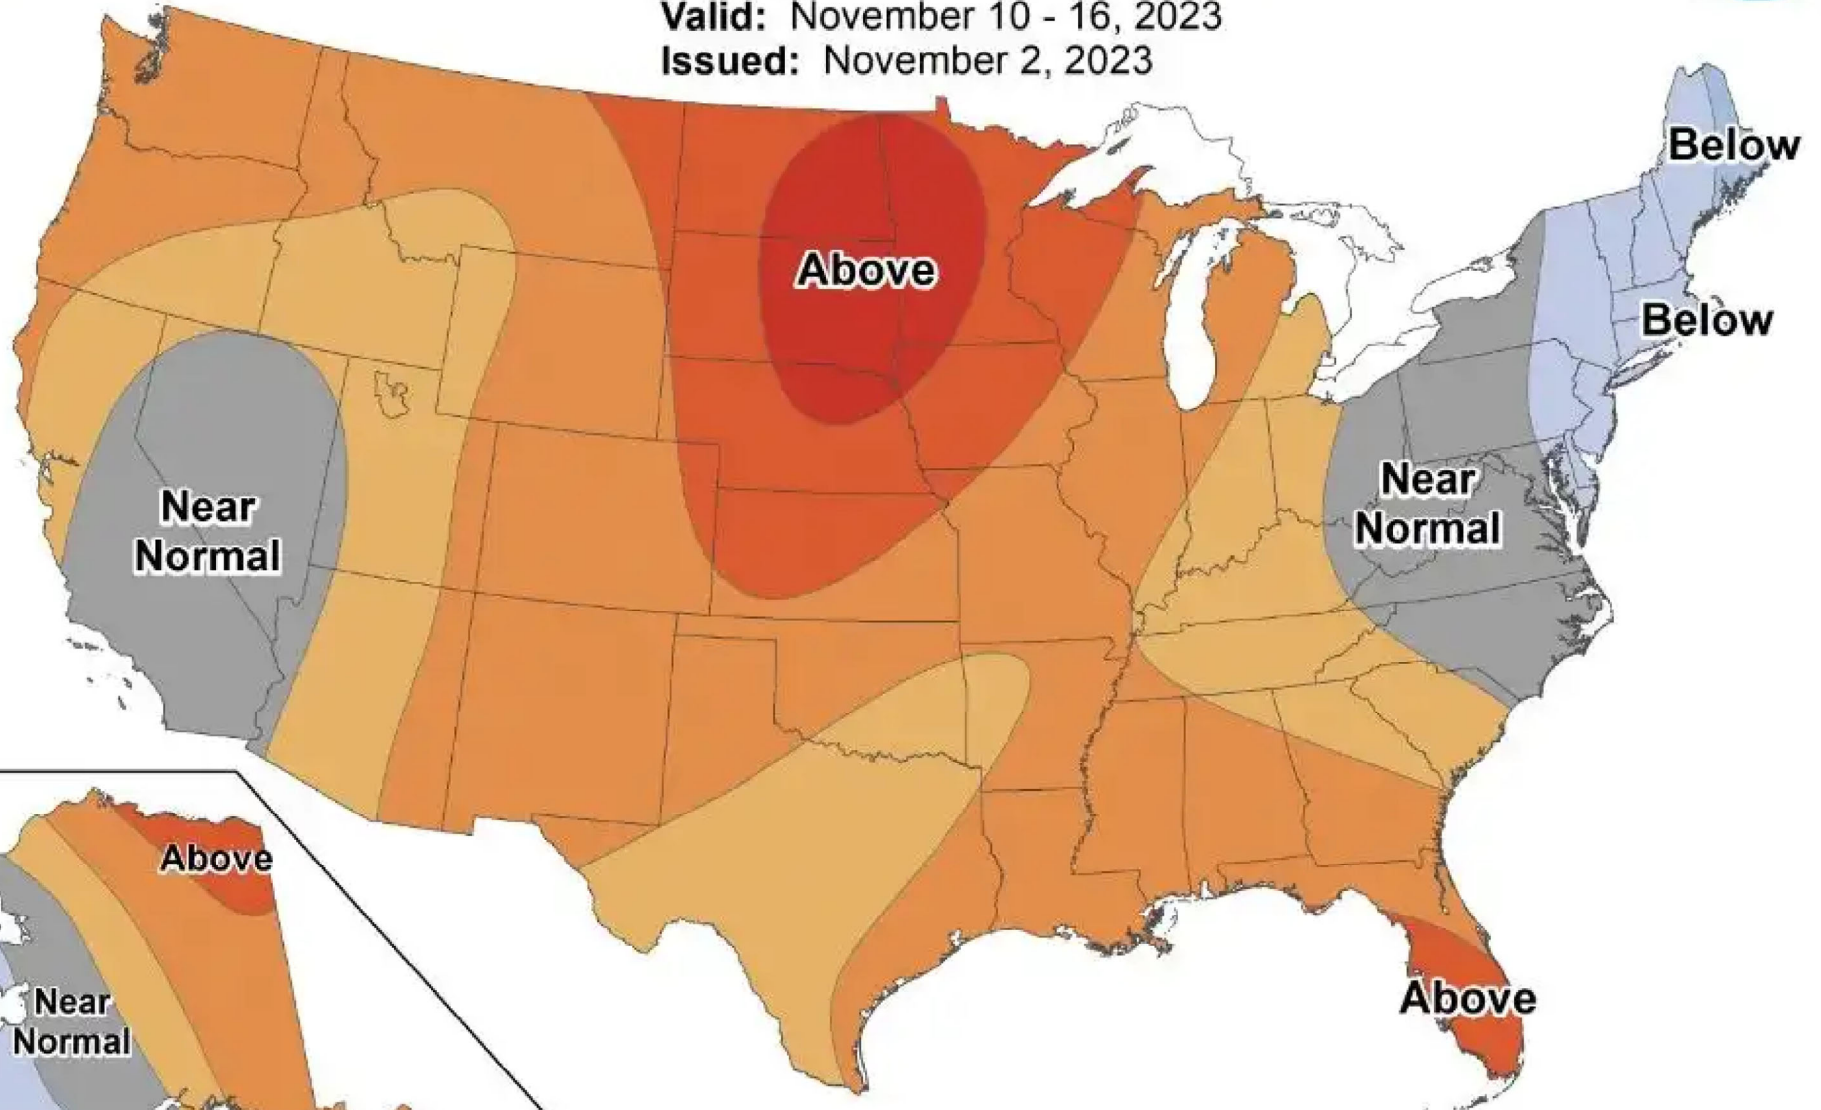 Valid: November 10 - 16, 2023
Issued: November 2, 2023
Below
Above
Below
Near
Normal
Near
Normal
Above
Above
Near
Normal